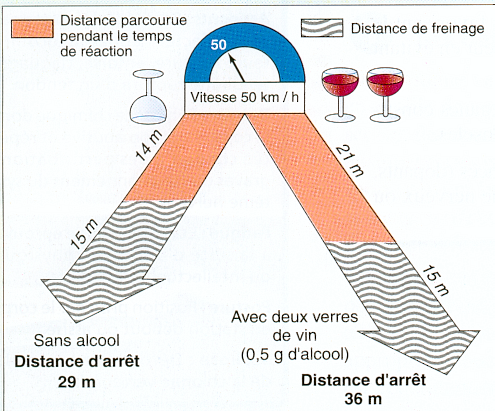 Distance parcourue
pendant le temps
de réaction
Distance de freinage
50
Vitesse 50 km / h
14 m
21 m
15 m
15 m
Sans alcool
Distance d'arrêt
29 m
Avec deux verres
de vin
(0,5 g d'alcool)
Distance d'arrêt
36 m